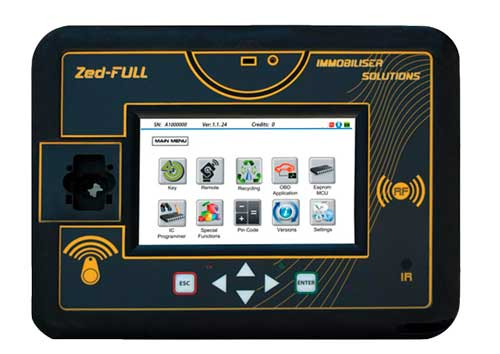 Zed-FULL
IMMOBILISER
SOLUTIONS
SN: A100000B Ver:1.1.24 Credits: 0
MAIN MENU
Key
Remote
Recycling
OBD
Application
Eeprom
MCU
IC
Programmer
Special
Functions
Pin Code
Versions
Settings
RF
IR
ESC
ENTER